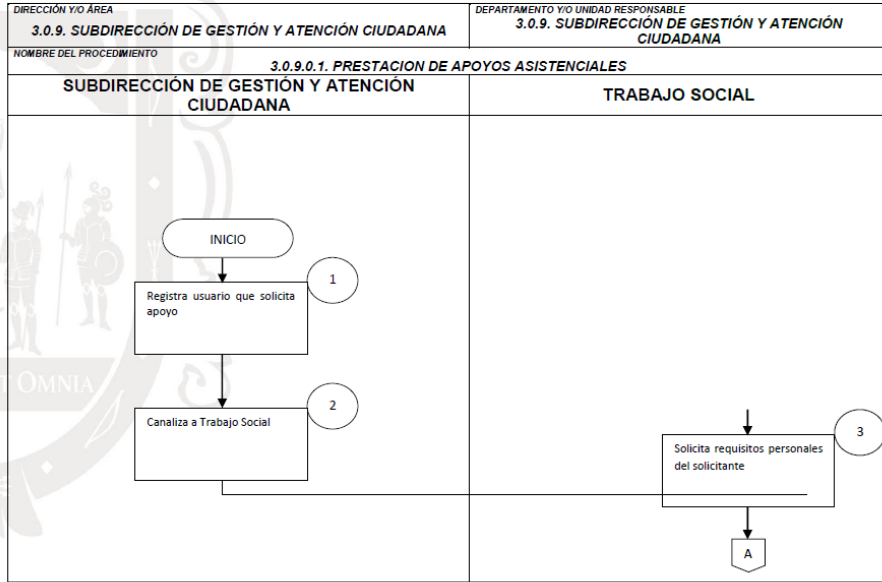 DIRECCIÓN Y/O ÁREA
3.0.9. SUBDIRECCIÓN DE GESTIÓN Y ATENCIÓN CIUDADANA
DEPARTAMENTO Y/O UNIDAD RESPONSABLE
3.0.9. SUBDIRECCIÓN DE GESTIÓN Y ATENCIÓN
CIUDADANA
NOMBRE DEL PROCEDIMIENTO
3.0.9.0.1. PRESTACION DE APOYOS ASISTENCIALES
SUBDIRECCIÓN DE GESTIÓN Y ATENCIÓN
CIUDADANA
TRABAJO SOCIAL
INICIO
1
Registra usuario que solicita
apoyo
2
Canaliza a Trabajo Social
3
Solicita requisitos personales
del solicitante
A
OMNIA